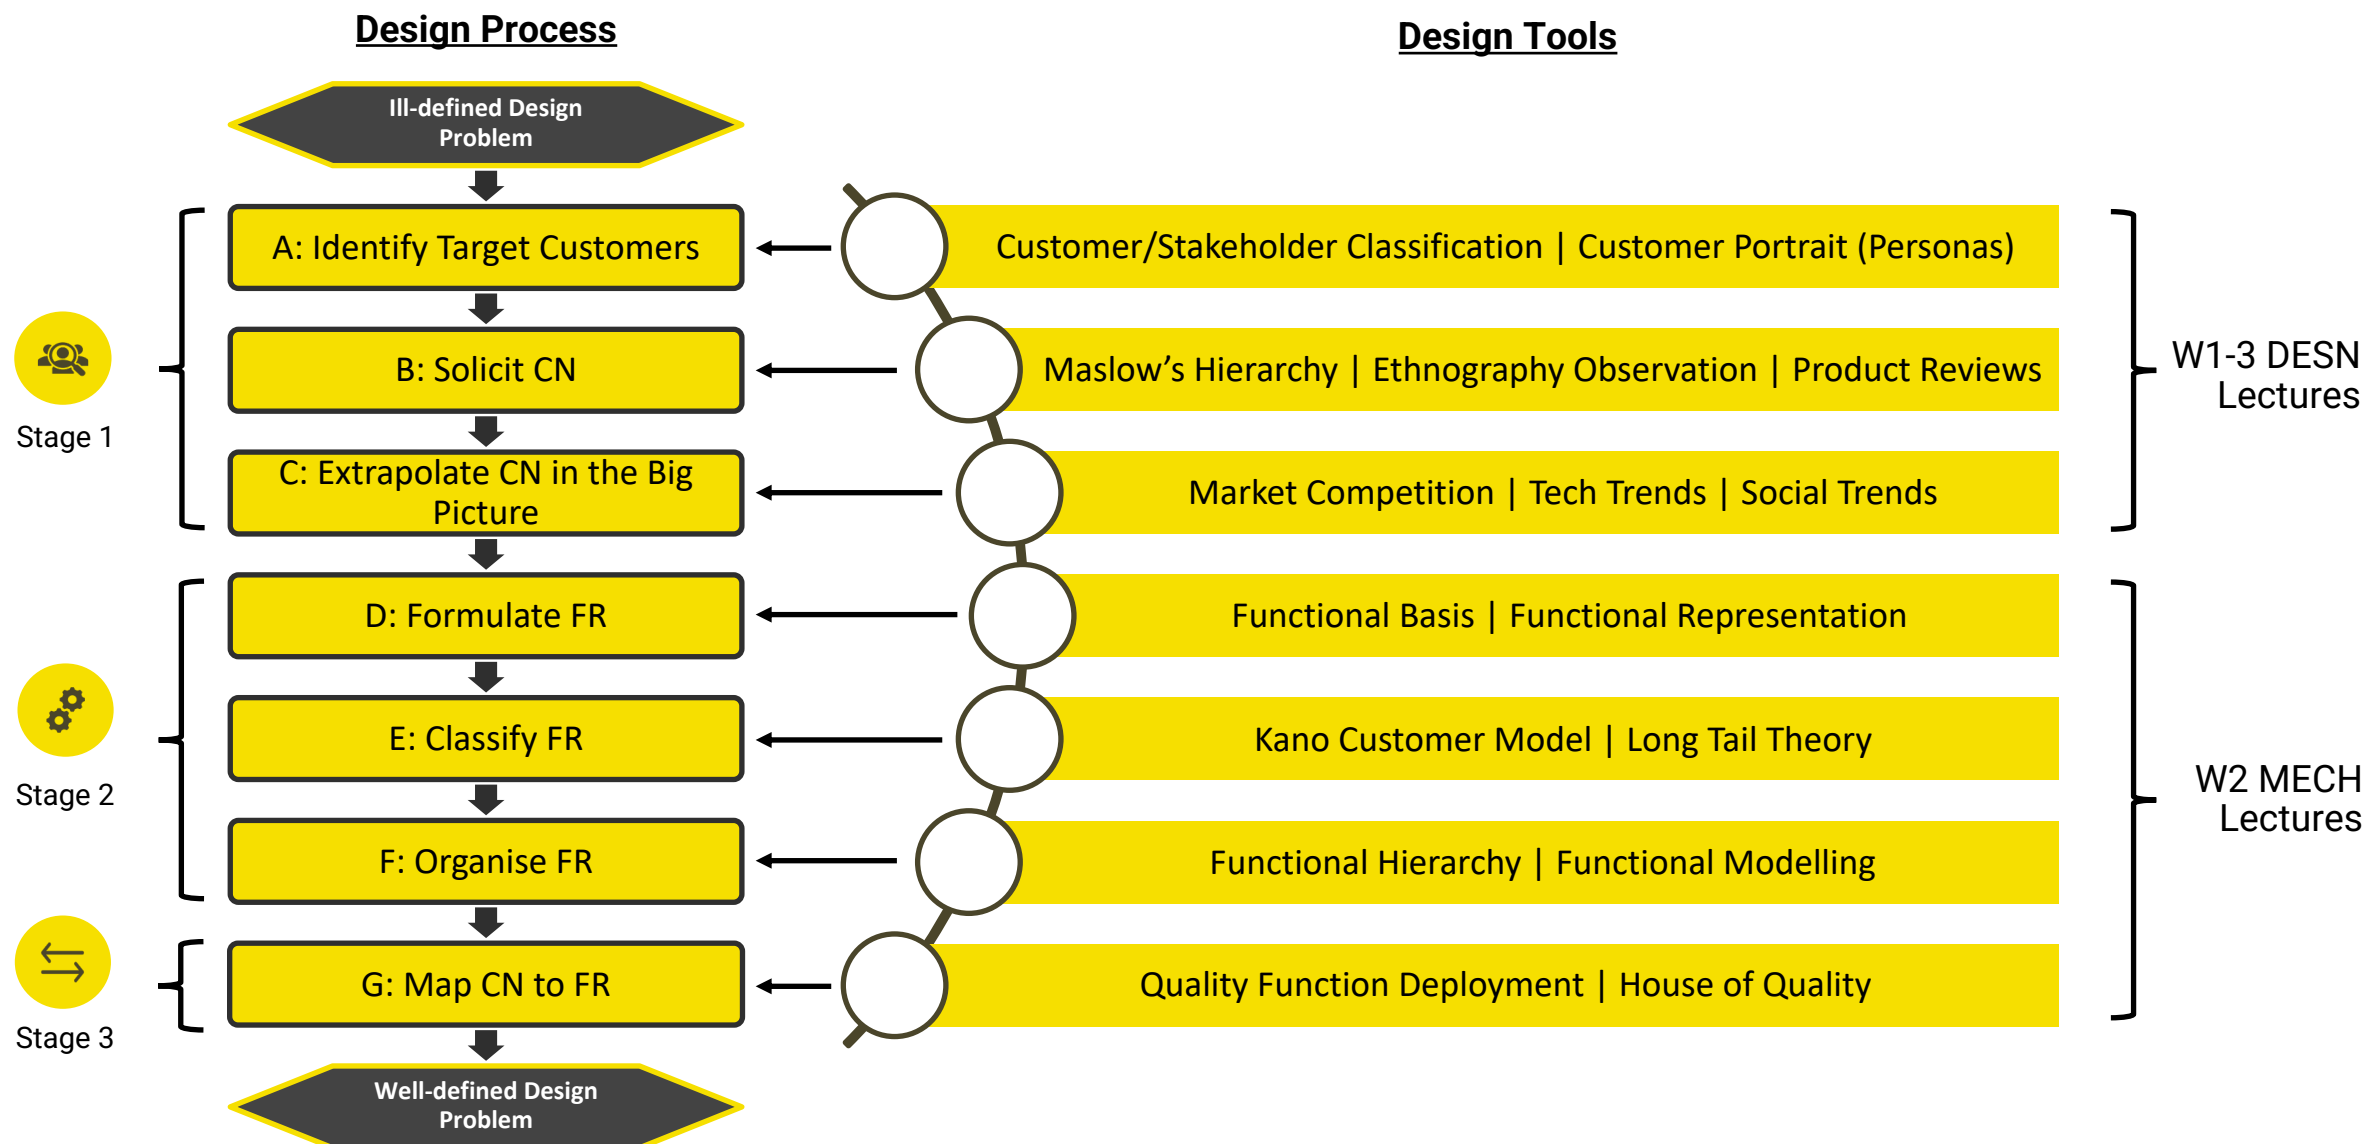 Design Process
Design Tools
Ill-defined Design
Problem
A: Identify Target Customers
Customer/Stakeholder Classification | Customer Portrait (Personas)
B: Solicit CN
Maslow’s Hierarchy | Ethnography Observation | Product Reviews
Stage 1
W1-3 DESN
Lectures
C: Extrapolate CN in the Big
Picture
Market Competition | Tech Trends | Social Trends
D: Formulate FR
Functional Basis | Functional Representation
E: Classify FR
Kano Customer Model | Long Tail Theory
Stage 2
W2 MECH
Lectures
F: Organise FR
Functional Hierarchy | Functional Modelling
G: Map CN to FR
Quality Function Deployment | House of Quality
Stage 3
Well-defined Design
Problem